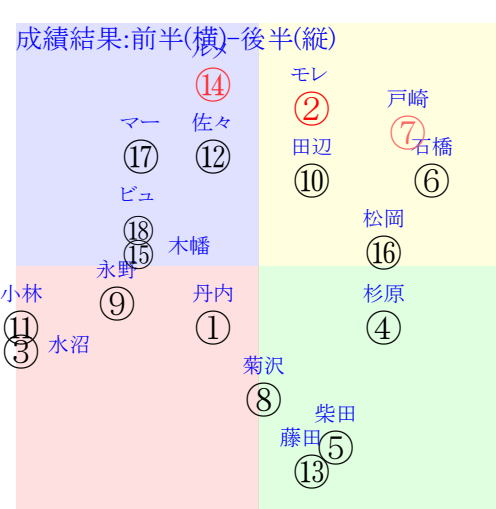 成績結果:前半(横)-後半(縦)
ルメ
⑭
モレ
②
戸崎
⑦
マー
⑰
佐々
⑫
田辺
⑩
石橋
⑥
ビュ
⑱
木幡
⑮
松岡
⑯
永野
⑨
小林
⑪
丹内
①
杉原
④
③
水沼
菊沢
⑧
柴田
⑤
藤田
⑬